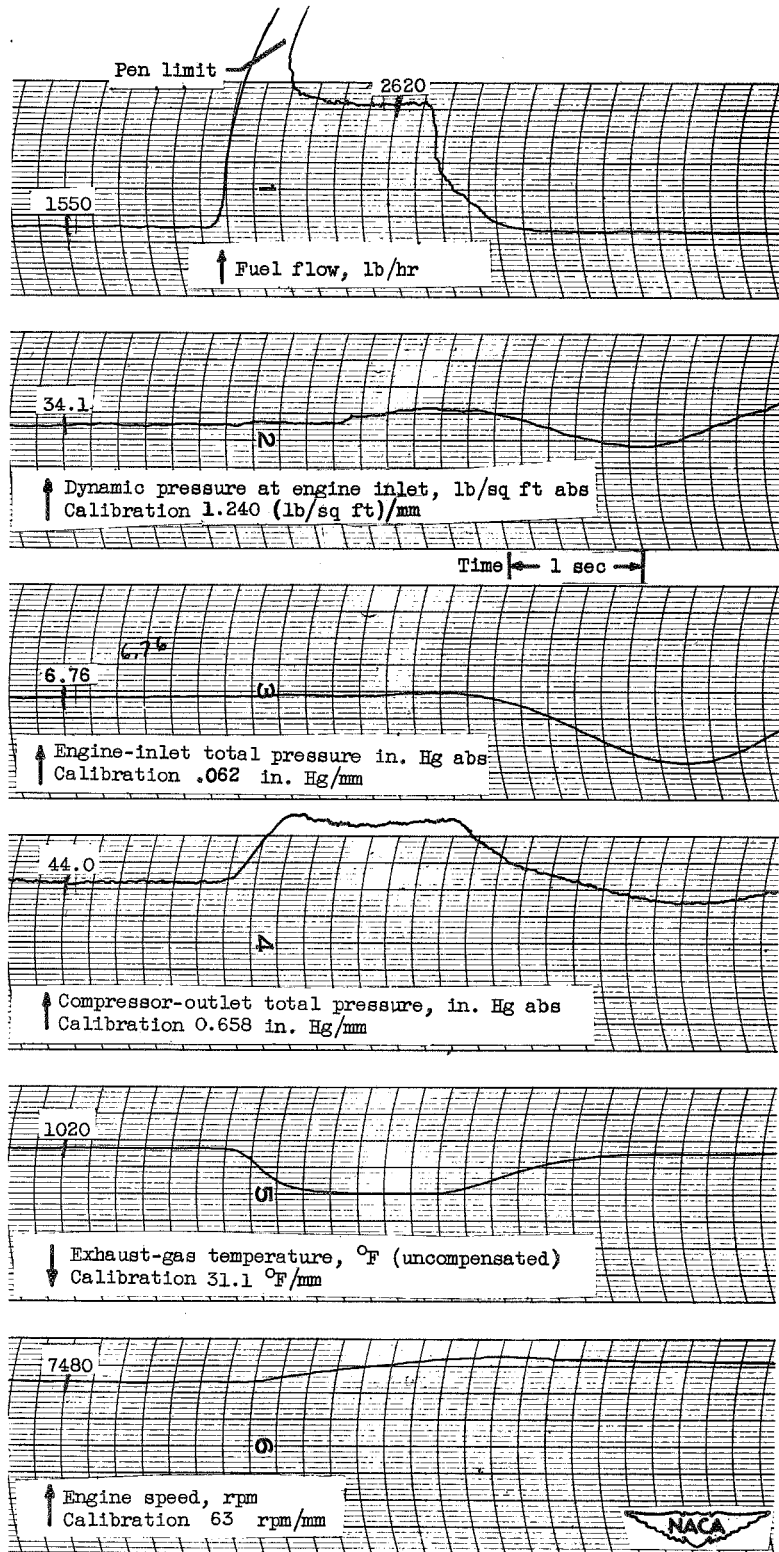 Pen limit
2620
1550
1
Fuel flow, lb/hr
34.1
2
Dynamic pressure at engine inlet, lb/sq ft abs
Calibration 1.240 (lb/sq ft)/mm
Time 1 sec
6.76
6.76
3
Engine-inlet total pressure in. Hg abs
Calibration .062 in. Hg/mm
44.0
4
Compressor-outlet total pressure, in. Hg abs
Calibration 0.658 in. Hg/mm
1020
5
Exhaust-gas temperature, °F (uncompensated)
Calibration 31.1 °F/mm
7480
6
Engine speed, rpm
Calibration 63 rpm/mm
NACA